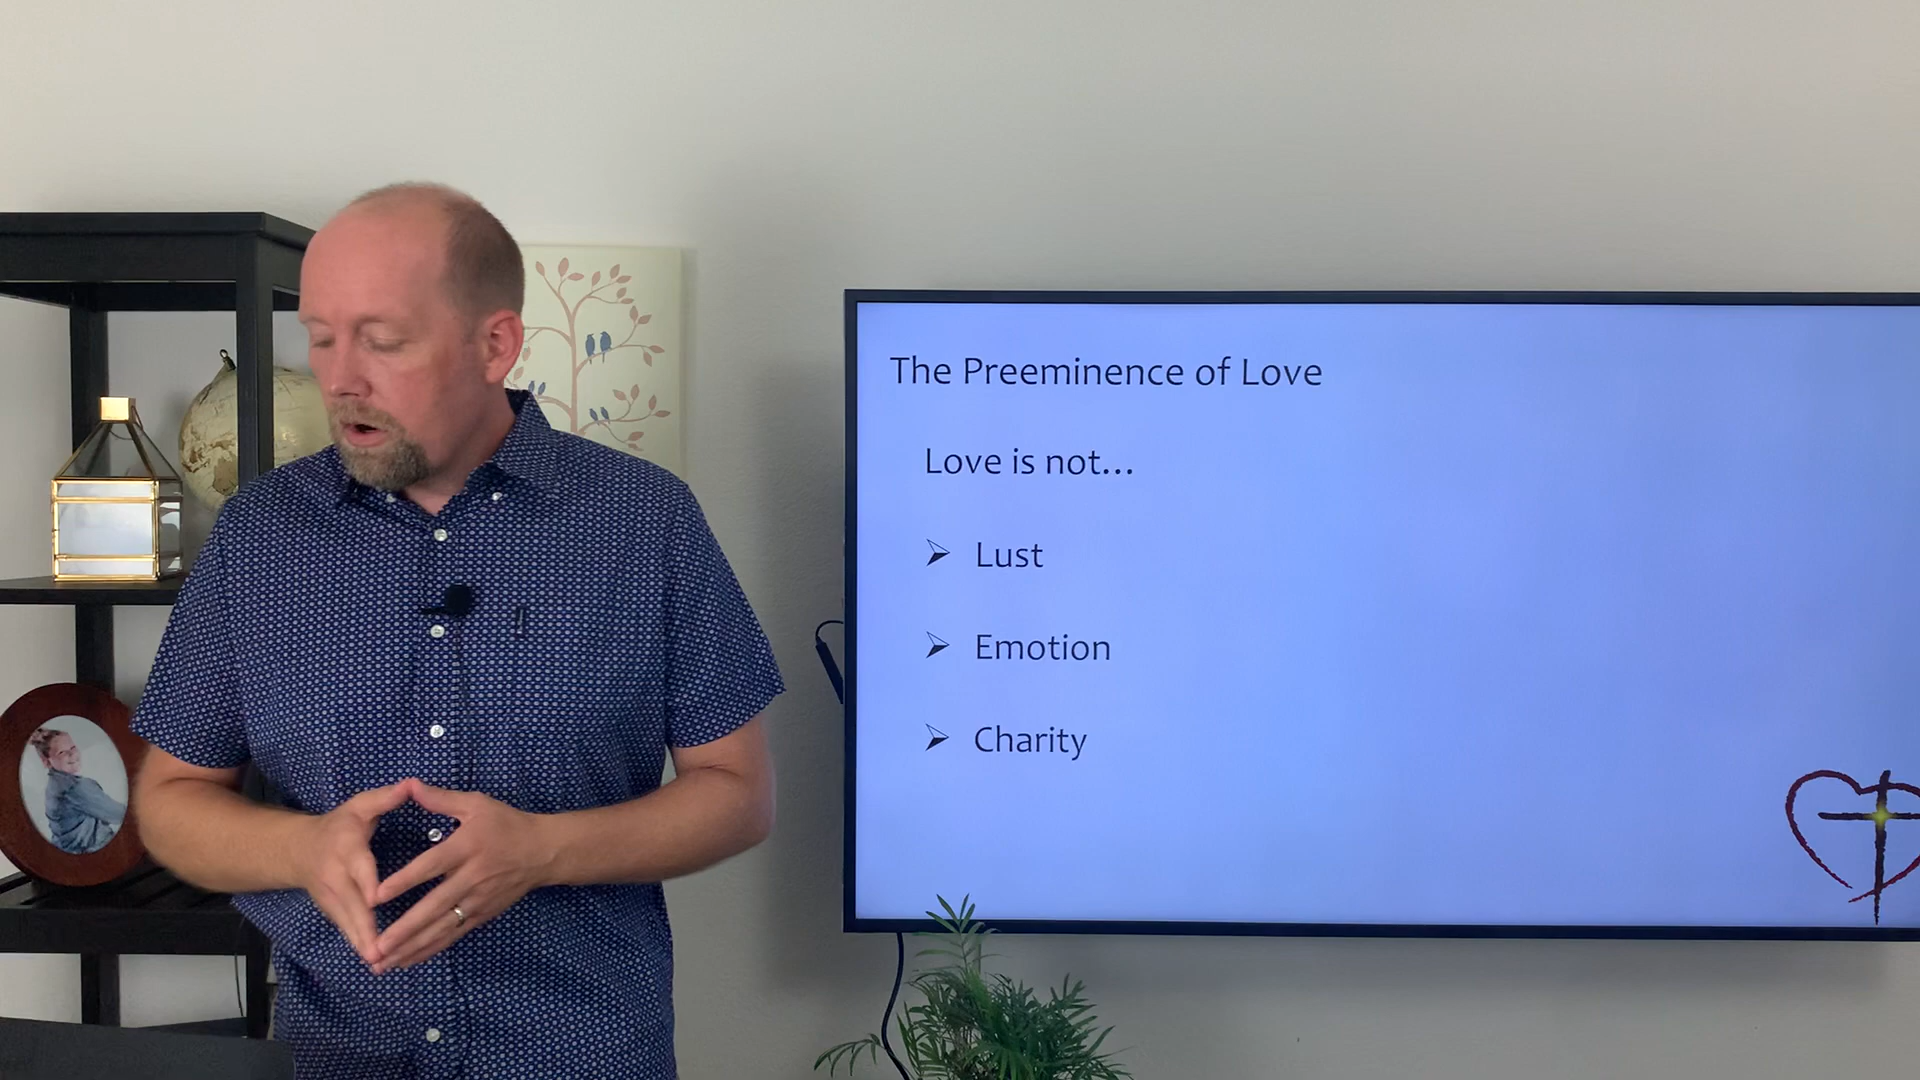 The Preeminence of Love
Love is not...
Lust
Emotion
Charity